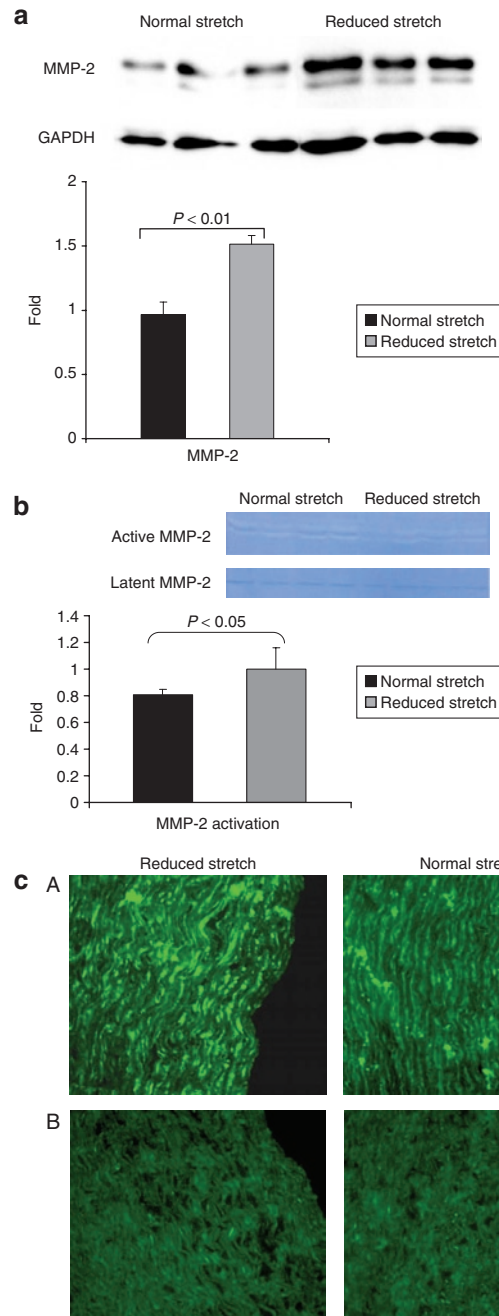 a
Normal stretch Reduced stretch
MMP-2
GAPDH
2
1.5
1
0.5
0
Fold
P < 0.01
MMP-2
Normal stretch
Reduced stretch
b
Normal stretch Reduced stretch
Active MMP-2
Latent MMP-2
1.4
1.2
1
0.8
0.6
0.4
0.2
0
Fold
P < 0.05
MMP-2 activation
Normal stretch
Reduced stretch
c
Reduced stretch Normal stre
A
B